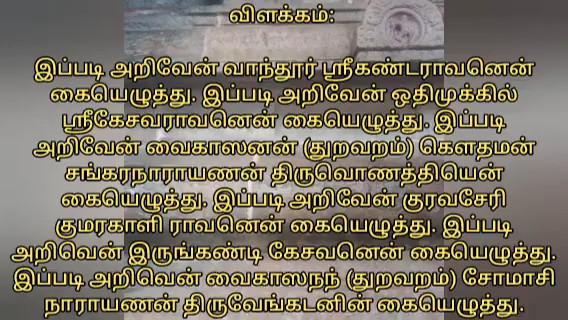 விளக்கம்:
இப்படி அறிவேன் வாந்தூர் ஸ்ரீகண்டராவனென்
கையெழுத்து. இப்படி அறிவேன் ஒதிமுக்கில்
ஸ்ரீகேசவராவனென் கையெழுத்து. இப்படி
அறிவேன் வைகாஸனன் (துறவறம்) கௌதமன்
சங்கரநாராயணன் திருவொணத்தியென்
கையெழுத்து. இப்படி அறிவேன் குரவசேரி
குமரகாளி ராவனென் கையெழுத்து. இப்படி
அறிவென் இருங்கண்டி கேசவனென் கையெழுத்து.
இப்படி அறிவென் வைகாஸநந் (துறவறம்) சோமாசி
நாராயணன் திருவேங்கடனின் கையெழுத்து.